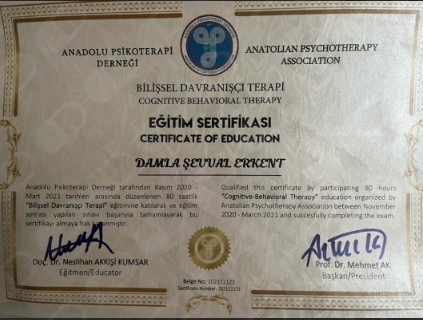 ANADOLU PSİKOTERAPİ
DERNEĞİ
ANATOLIAN PSYCHOTHERAPY
ASSOCIATION
BİLİŞSEL DAVRANIŞÇI TERAPİ
COGNITIVE BEHAVIORAL THERAPY
EĞİTİM SERTİFİKASI
CERTIFICATE OF EDUCATION
DAMLA ŞEVVAL ERKENT
Anadolu Psikoterapi Derneği tarafından Kasım 2020 -
Mart 2021 tarihleri arasında düzenlenen 80 saatlik
"Bilişsel Davranışçı Terapi" eğitimine katılarak ve eğitim
sonrası yapılan sınavı başarıyla tamamlayarak bu
sertifikayı almaya hak kazanmıştır.
Qualified this certificate by participating 80 hours
"Cognitive-Behavioral Therapy" education organized by
Anatolian Psychotherapy Association between November
2020 - March 2021 and succesfully completing the exam.
Doç. Dr. Neslihan AKKİŞİ KUMSAR
Eğitmen/Educator
Prof. Dr. Mehmet AK
Başkan/President
Belge No:
Certificate Number: